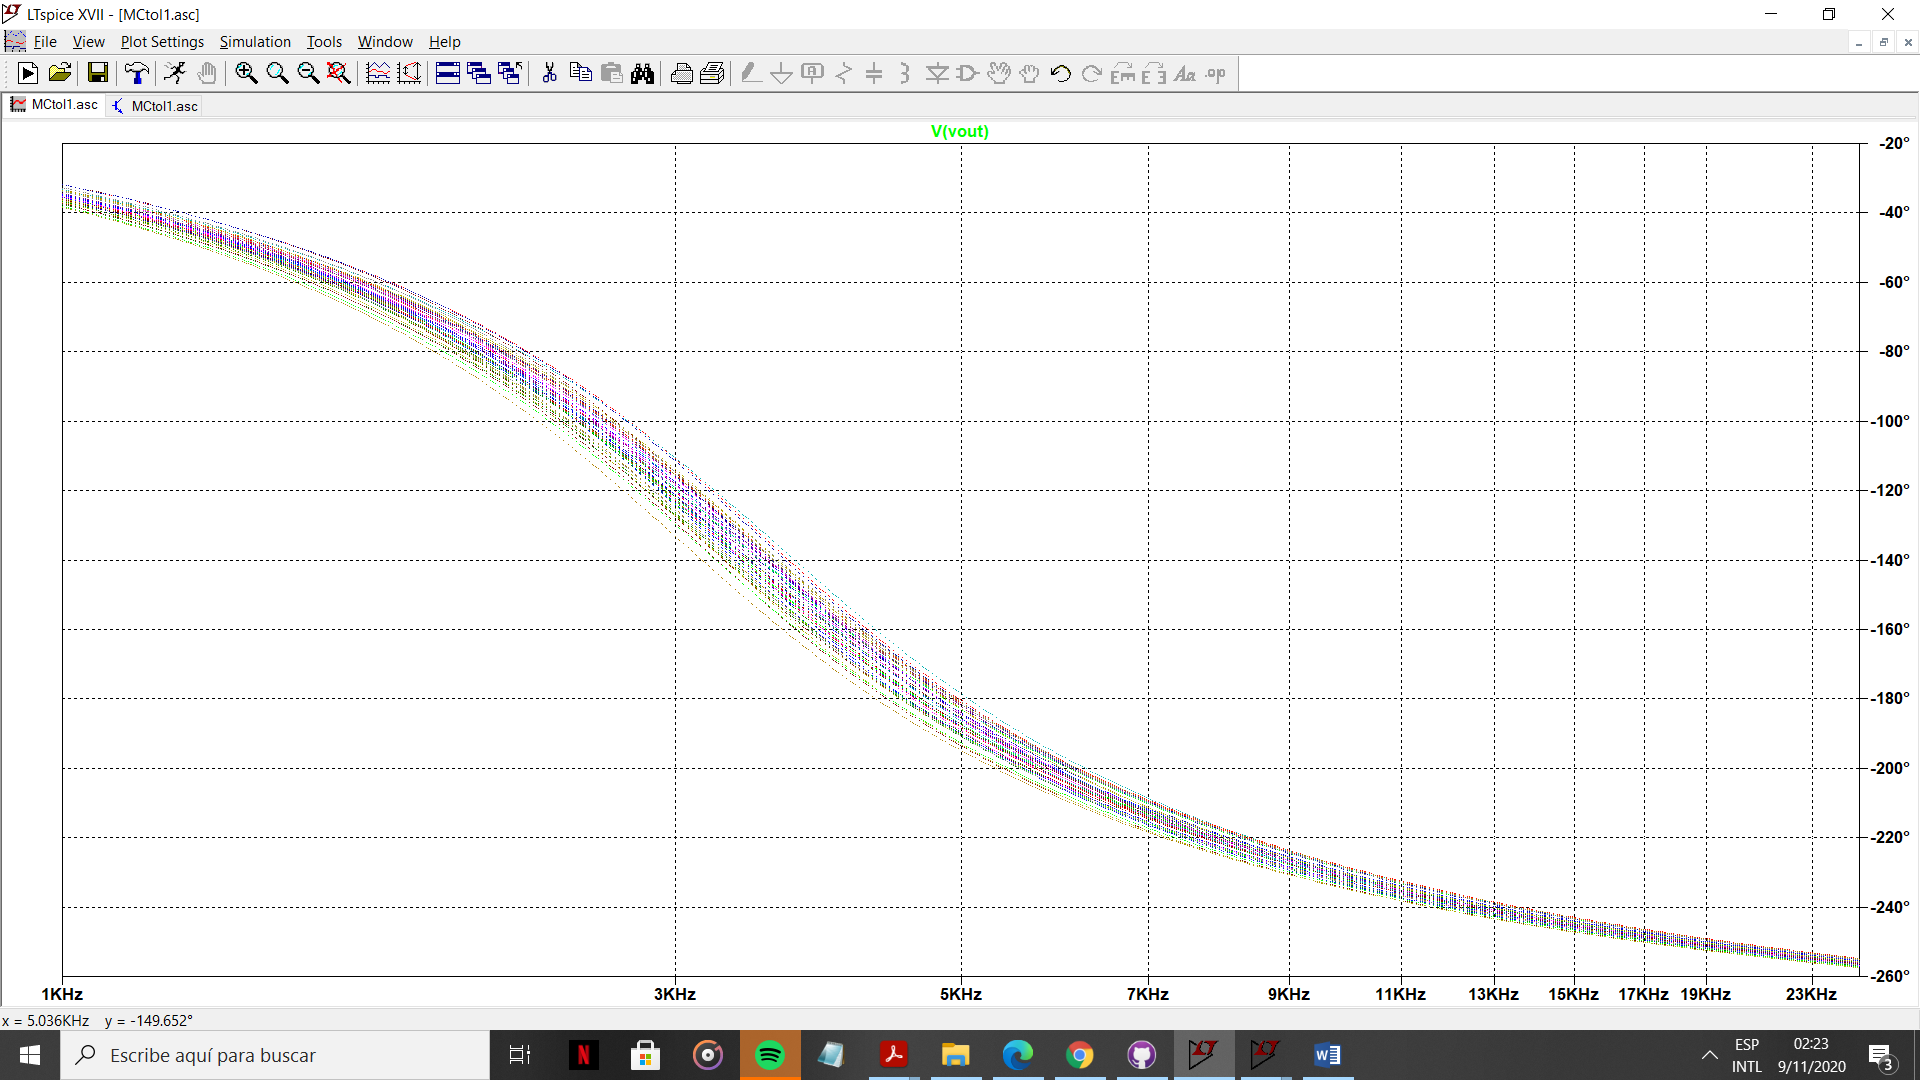 LTspice XVII - [MCtol1.asc]
File View Plot Settings Simulation Tools Window Help
MCtol1.asc MCtol1.asc
V(vout)
-20°
-40°
-60°
-80°
-100°
-120°
-140°
-160°
-180°
-200°
-220°
-240°
-260°
1KHz 3KHz 5KHz 7KHz 9KHz 11KHz 13KHz 15KHz 17KHz 19KHz 23KHz
x = 5.036KHz y = -149.652°
Escribe aquí para buscar
ESP
INTL
02:23
9/11/2020
3